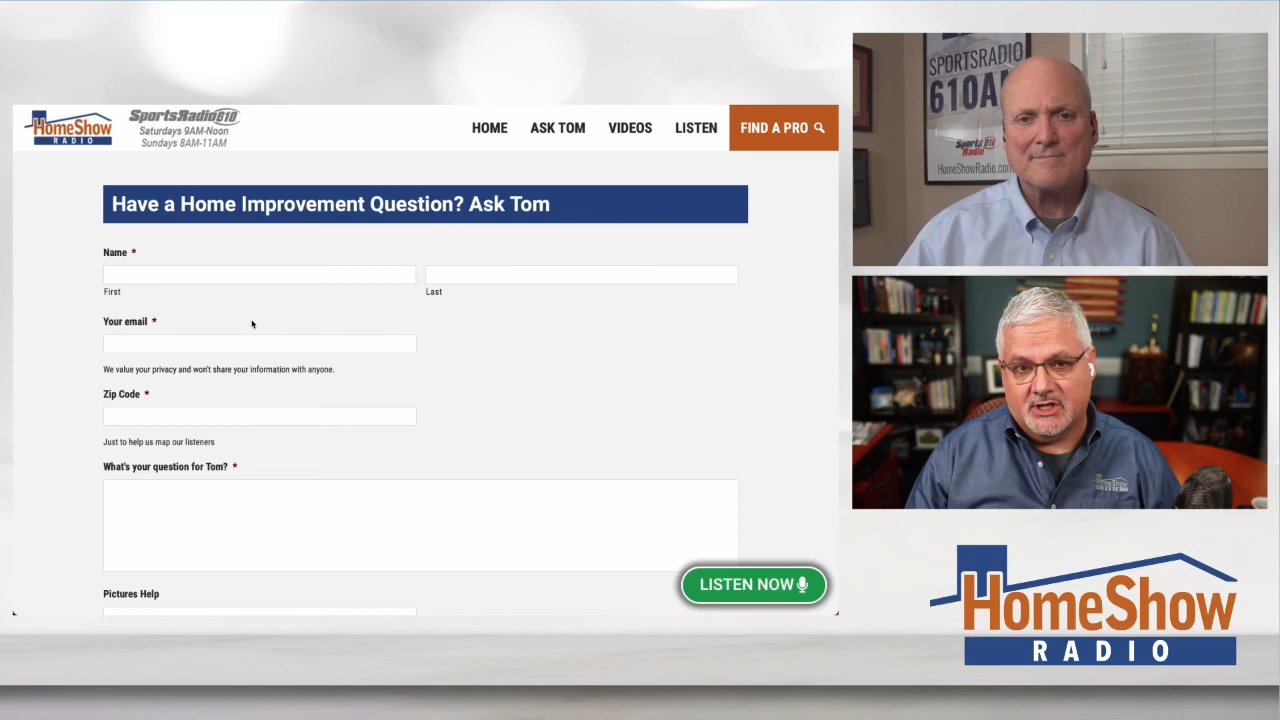 HomeShow
RADIO
SportsRadio610
Saturdays 9AM-Noon
Sundays 8AM-11AM
HOME
ASK TOM
VIDEOS
LISTEN
FIND A PRO
Have a Home Improvement Question? Ask Tom
Name *
First
Last
Your email *
We value your privacy and won't share your information with anyone.
Zip Code *
Just to help us map our listeners
What's your question for Tom? *
Pictures Help
LISTEN NOW
SPORTSRADIO
610AM
Sports 610
Radio
HomeShowRadio.com
HomeShow
RADIO